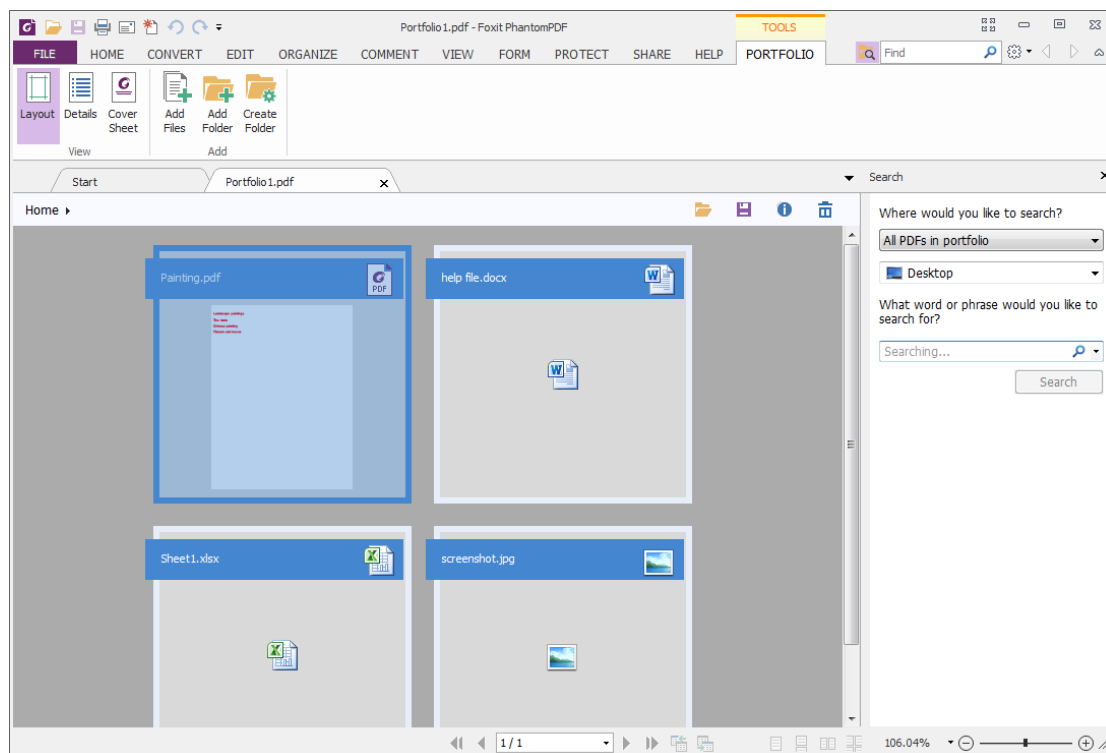 Portfolio1.pdf - Foxit PhantomPDF
TOOLS
FILE HOME CONVERT EDIT ORGANIZE COMMENT VIEW FORM PROTECT SHARE HELP PORTFOLIO Find
Layout Details Cover Sheet Add Files Add Folder Create Folder
View Add
Start Portfolio1.pdf Search
Home
Where would you like to search?
All PDFs in portfolio
Desktop
What word or phrase would you like to
search for?
Searching...
Search
Painting.pdf
PDF
help file.docx
Sheet1.xlsx
screenshot.jpg
1 / 1
106.04%